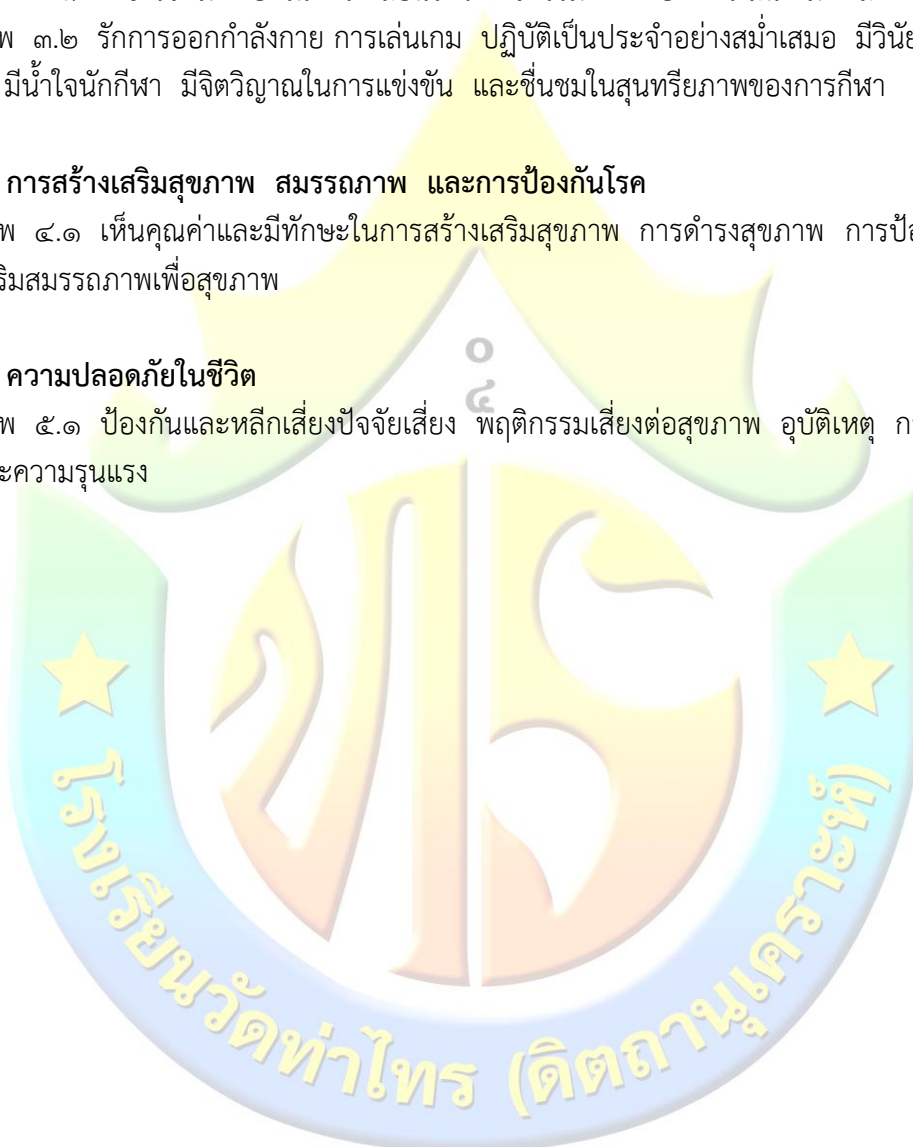 พ ๓.๒ รักการออกกำลังกาย การเล่นเกม ปฏิบัติเป็นประจำอย่างสม่ำเสมอ มีวินัย
มีน้ำใจนักกีฬา มีจิตวิญญาณในการแข่งขัน และชื่นชมในสุนทรียภาพของการกีฬา
การสร้างเสริมสุขภาพ สมรรถภาพ และการป้องกันโรค
พ ๔.๑ เห็นคุณค่าและมีทักษะในการสร้างเสริมสุขภาพ การดำรงสุขภาพ
ริมสมรรถภาพเพื่อสุขภาพ
ความปลอดภัยในชีวิต
พ ๕.๑ ป้องกันและหลีกเลี่ยงปัจจัยเสี่ยง พฤติกรรมเสี่ยงต่อสุขภาพ อุบัติเหตุ
ะความรุนแรง
๐
๔
ทร
โรงเรียนวัดท่าไทร (ดิตถานุเคราะห์)